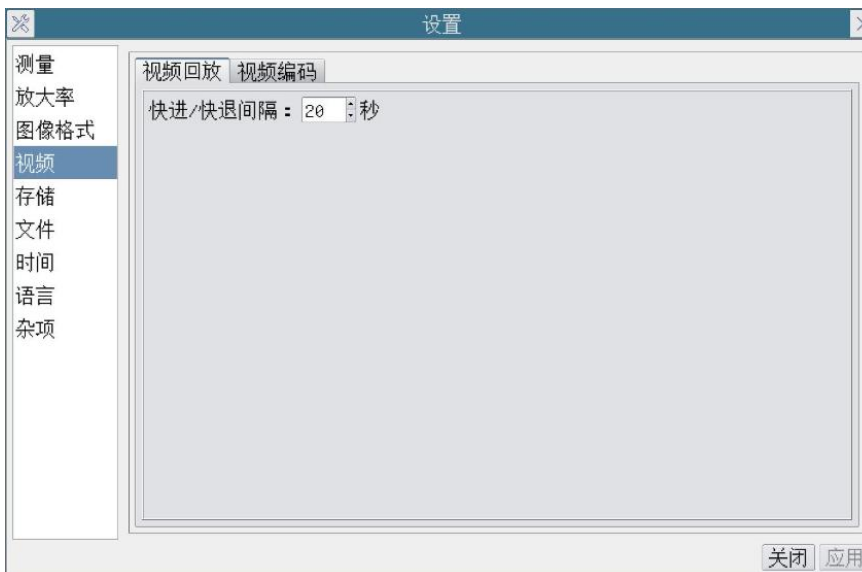 设置
测量
放大率
图像格式
视频
存储
文件
时间
语言
杂项
视频回放 视频编码
快进/快退间隔: 20 秒
关闭 应用